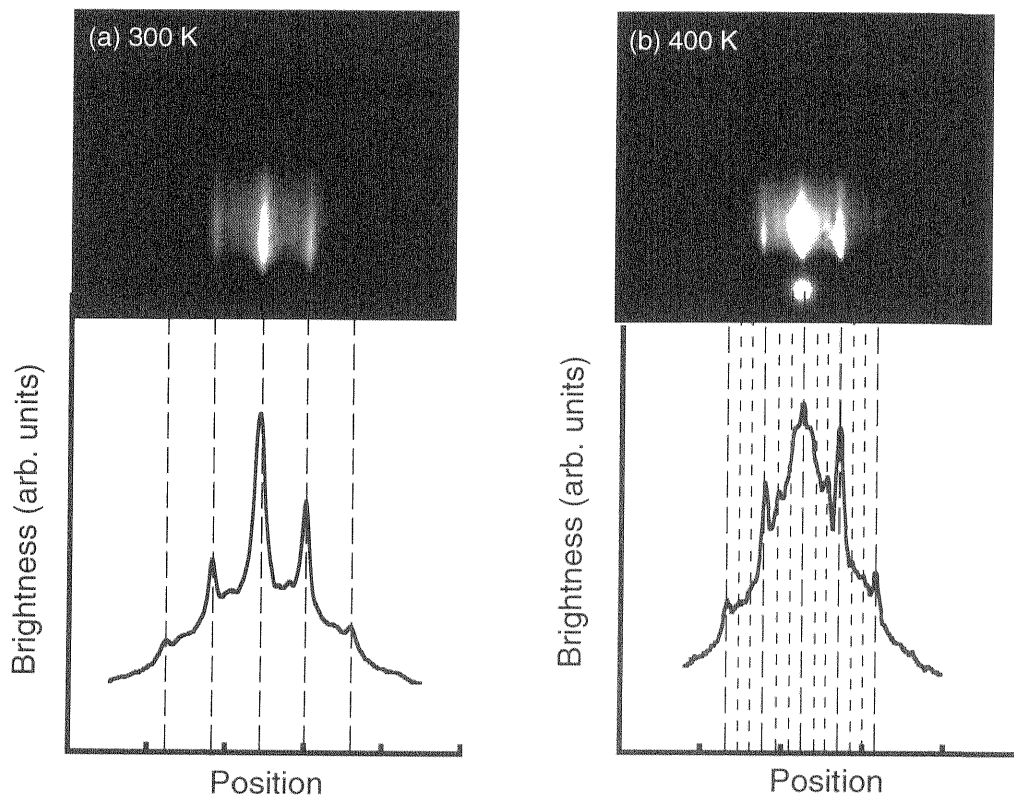 (a) 300 K
(b) 400 K
Brightness (arb. units)
Position
Brightness (arb. units)
Position